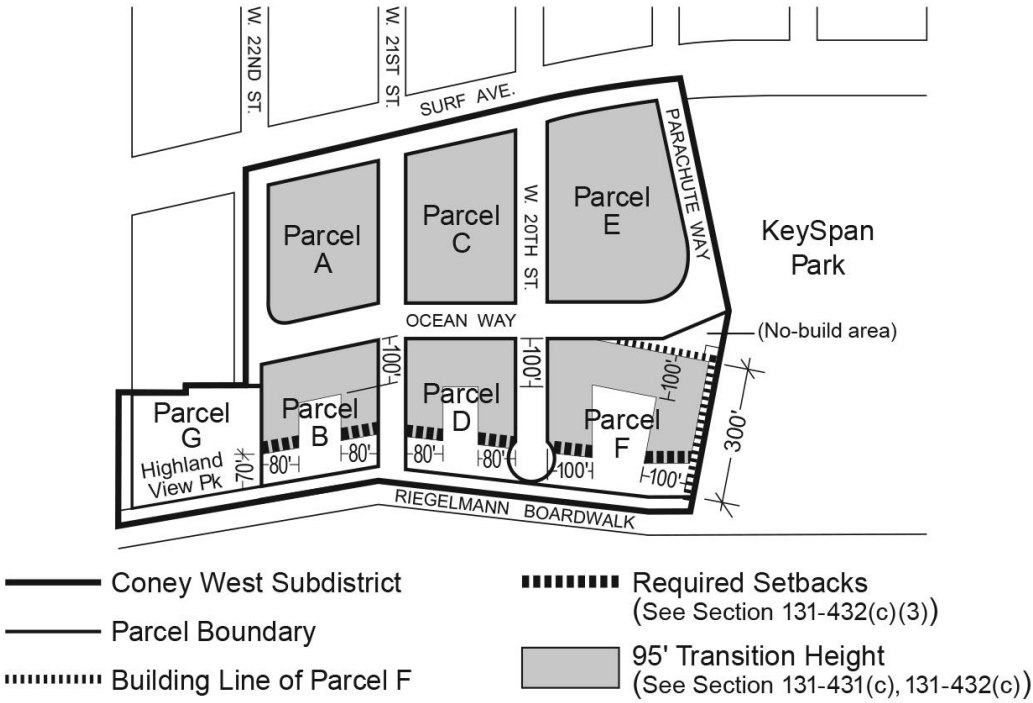 W. 22ND ST.
W. 21ST ST.
SURF AVE.
PARACHUTE WAY
Parcel
A
Parcel
C
W. 20TH ST.
Parcel
E
KeySpan
Park
OCEAN WAY
(No-build area)
100'
100'
100'
300'
Parcel
G
Highland
View Pk
70'
Parcel
B
80'
80'
Parcel
D
80'
80'
Parcel
F
100'
100'
RIEGELMANN BOARDWALK
Coney West Subdistrict
Parcel Boundary
Building Line of Parcel F
Required Setbacks
(See Section 131-432(c)(3))
95' Transition Height
(See Section 131-431(c), 131-432(c))